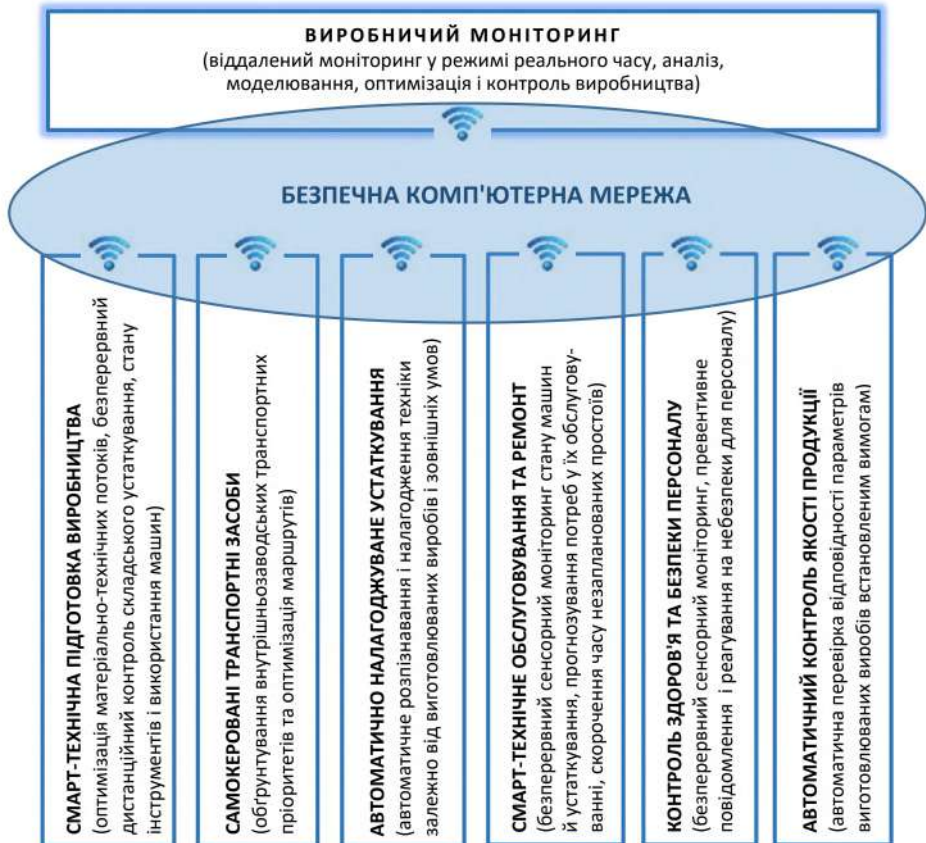 ВИРОБНИЧИЙ МОНІТОРИНГ
(віддалений моніторинг у режимі реального часу, аналіз,
моделювання, оптимізація і контроль виробництва)
БЕЗПЕЧНА КОМП'ЮТЕРНА МЕРЕЖА
СМАРТ-ТЕХНІЧНА ПІДГОТОВКА ВИРОБНИЦТВА
(оптимізація матеріально-технічних потоків, безперервний
дистанційний контроль складського устаткування, стану
інструментів і використання машин)
САМОКЕРОВАНІ ТРАНСПОРТНІ ЗАСОБИ
(обґрунтування внутрішньозаводських транспортних
пріоритетів та оптимізація маршрутів)
АВТОМАТИЧНО НАЛАГОДЖУВАНЕ УСТАТКУВАННЯ
(автоматичне розпізнавання і налагодження техніки
залежно від виготовлюваних виробів і зовнішніх умов)
СМАРТ-ТЕХНІЧНЕ ОБСЛУГОВУВАННЯ ТА РЕМОНТ
(безперервний сенсорний моніторинг стану машин
й устаткування, прогнозування потреб у їх обслугову-
ванні, скорочення часу незапланованих простоїв)
КОНТРОЛЬ ЗДОРОВ'Я ТА БЕЗПЕКИ ПЕРСОНАЛУ
(безперервний сенсорний моніторинг, превентивне
повідомлення і реагування на небезпеки для персоналу)
АВТОМАТИЧНИЙ КОНТРОЛЬ ЯКОСТІ ПРОДУКЦІЇ
(автоматична перевірка відповідності параметрів
виготовлюваних виробів встановленим вимогам)